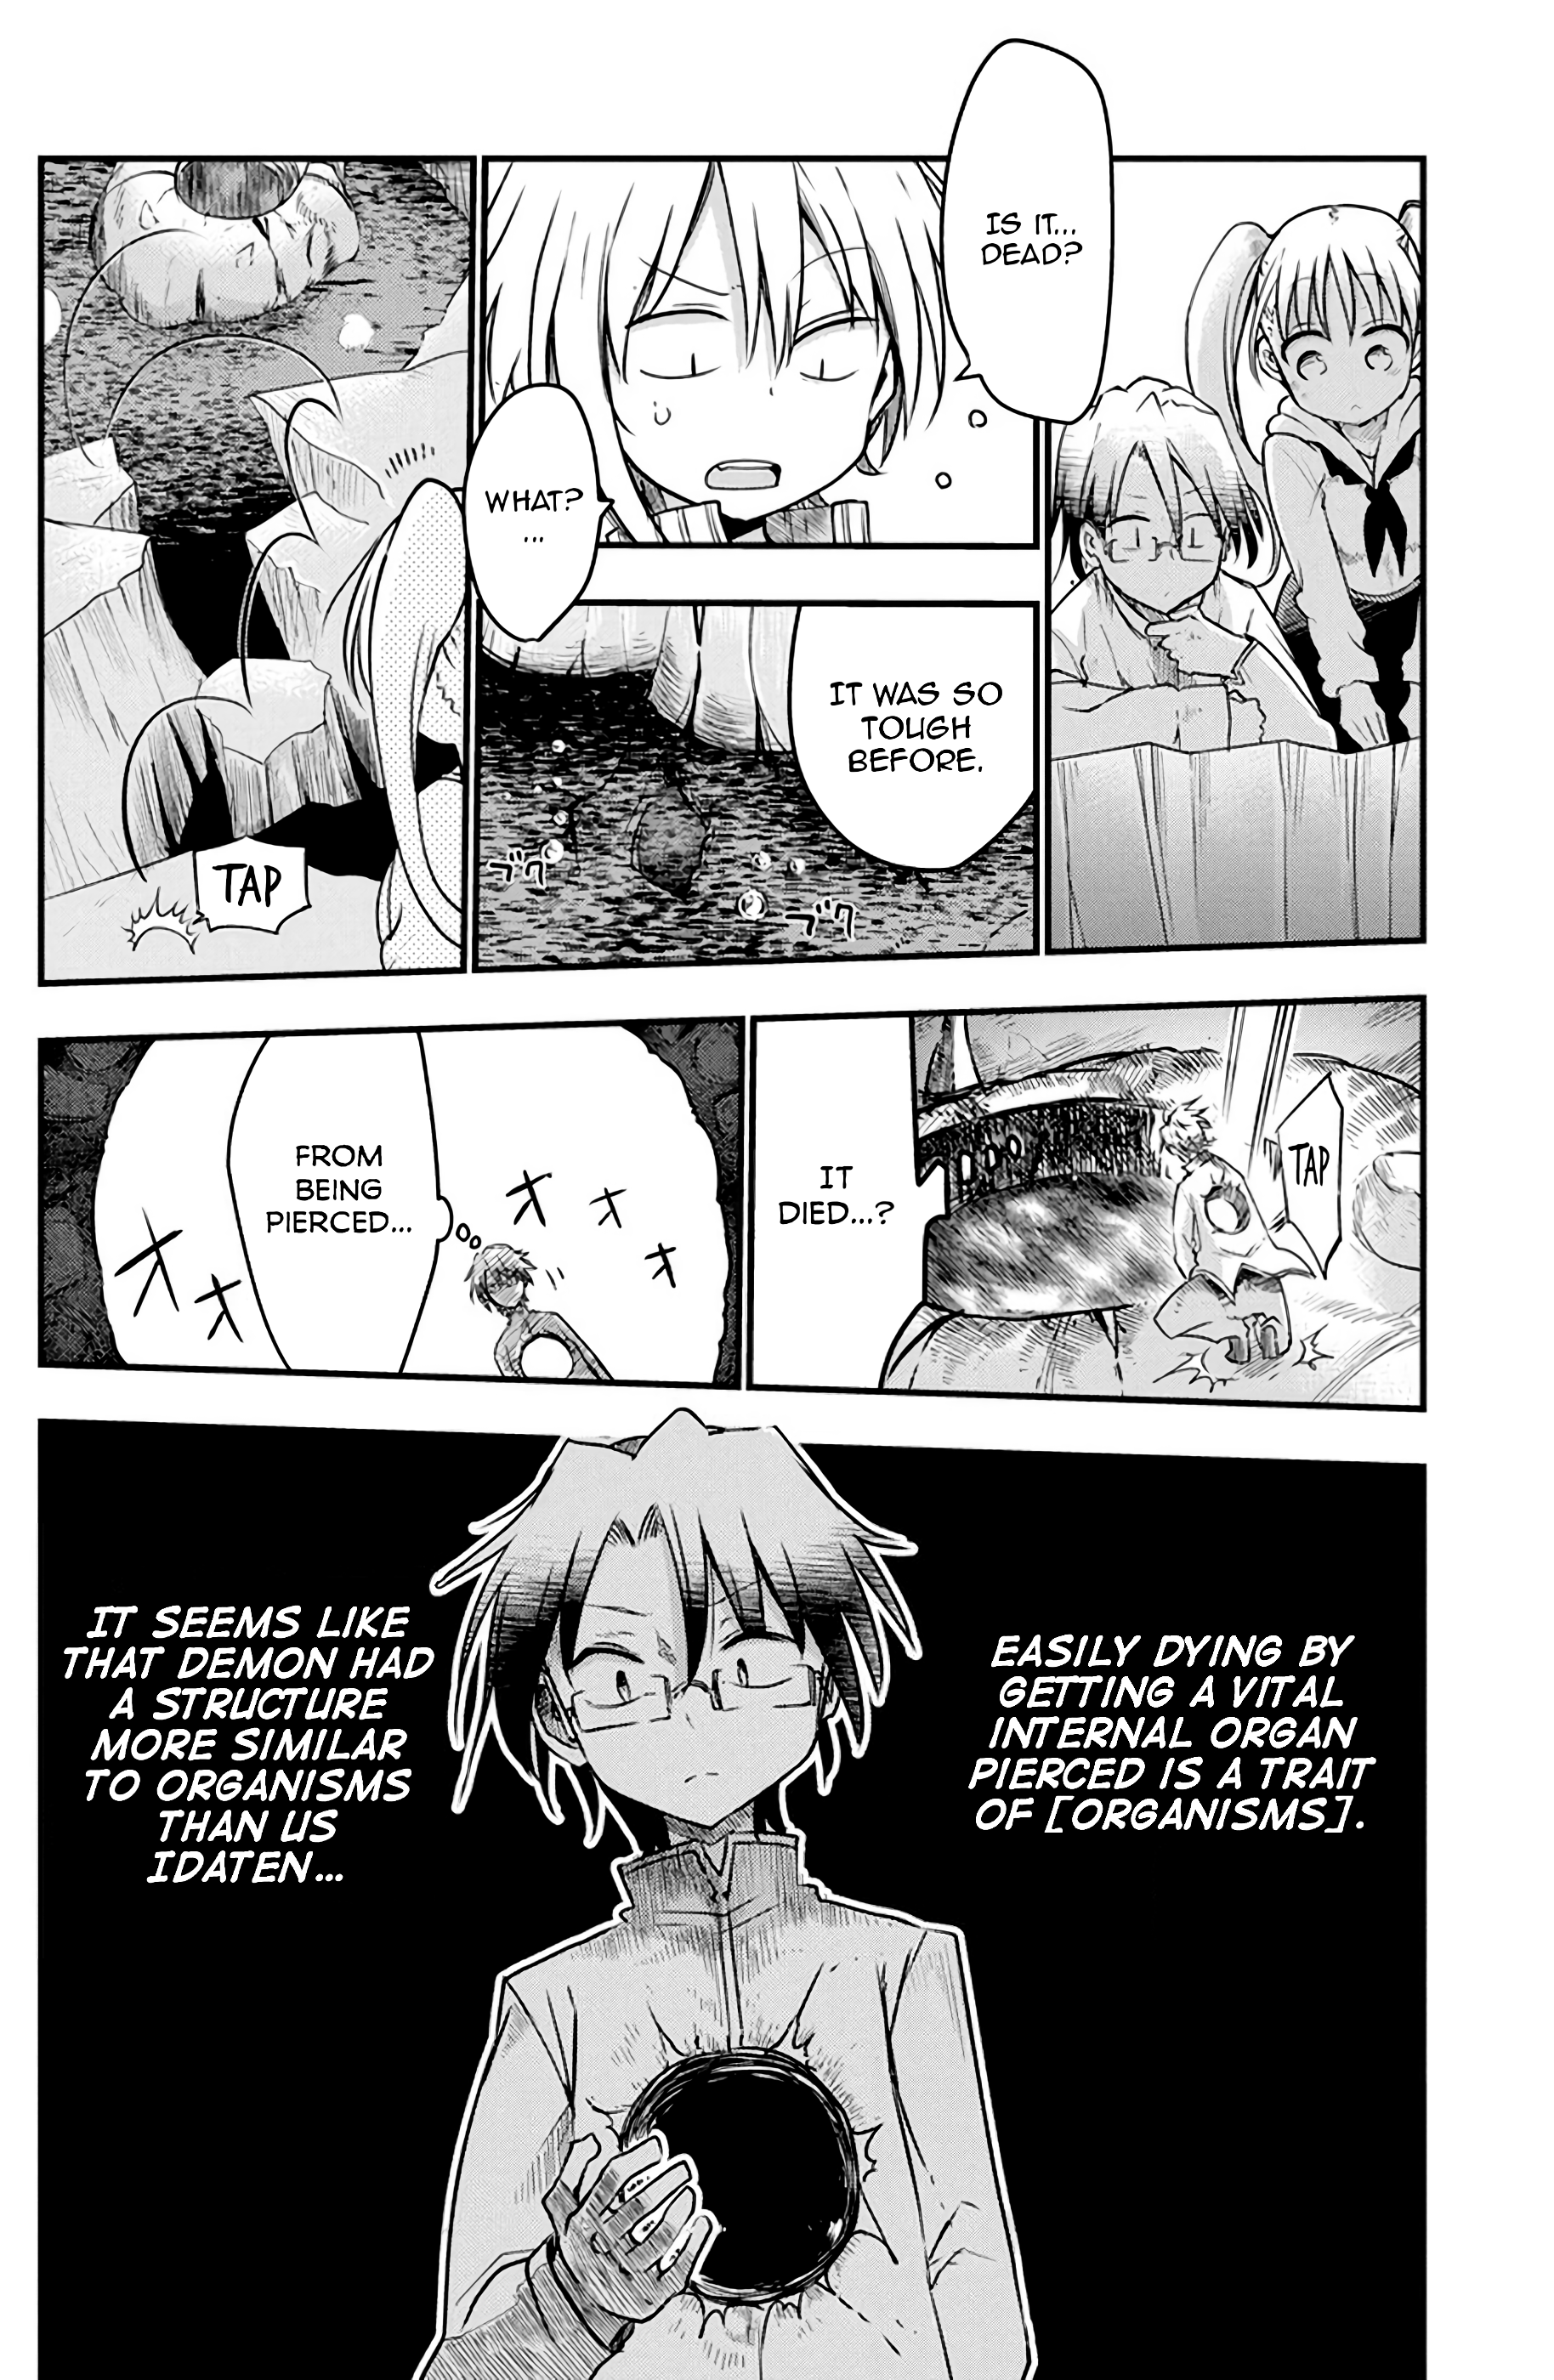 IS IT...
DEAD?
WHAT?
...
IT WAS SO
TOUGH
BEFORE.
ブク
ブク
TAP
TAP
IT
DIED...?
FROM
BEING
PIERCED...
EASILY DYING BY
GETTING A VITAL
INTERNAL ORGAN
PIERCED IS A TRAIT
OF [ORGANISMS].
IT SEEMS LIKE
THAT DEMON HAD
A STRUCTURE
MORE SIMILAR
TO ORGANISMS
THAN US
IDATEN...